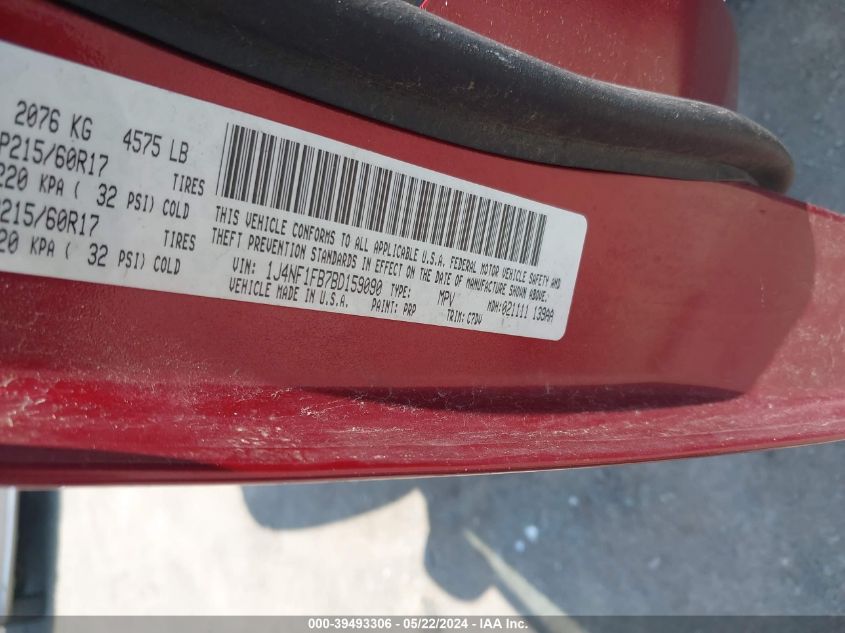 2076 KG 4575 LB
P215/60R17 TIRES
220 KPA ( 32 PSI) COLD
215/60R17 TIRES
20 KPA ( 32 PSI) COLD
THIS VEHICLE CONFORMS TO ALL APPLICABLE U.S.A. FEDERAL MOTOR VEHICLE SAFETY AND
THEFT PREVENTION STANDARDS IN EFFECT ON THE DATE OF MANUFACTURE SHOWN ABOVE.
VIN: 1J4NF1FB7BD159090 TYPE: MPV MDH: 021111 139AA
VEHICLE MADE IN U.S.A. PAINT: PRP TRIM: C7DV
000-39493306 - 05/22/2024 - IAA Inc.